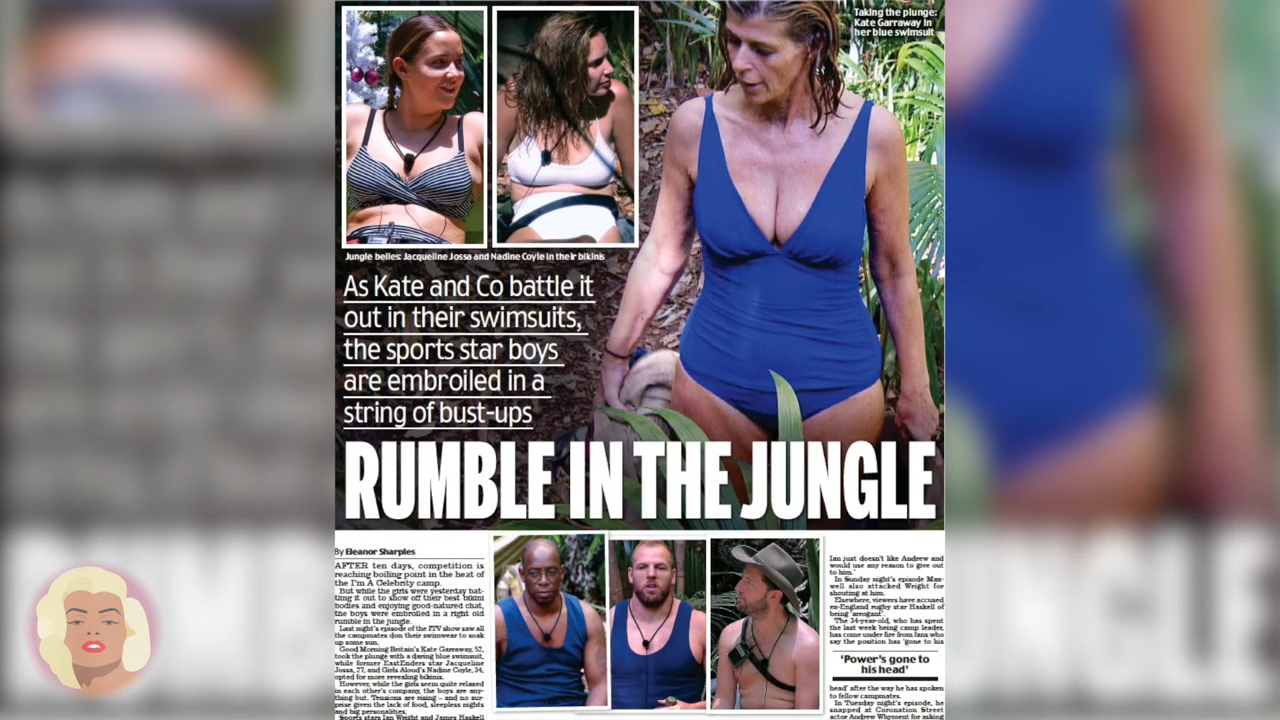 Taking the plunge:
Kate Garraway in
her blue swimsuit
Jungle belles: Jacqueline Jossa and Nadine Coyle in their bikinis
As Kate and Co battle it
out in their swimsuits,
the sports star boys
are embroiled in a
string of bust-ups
RUMBLE IN THE JUNGLE
By Eleanor Sharples
AFTER ten days, competition is
reaching boiling point in the heat of
the I'm A Celebrity camp.
But while the girls were yesterday bat-
tling it out to show off their best bikini
bodies and enjoying good-natured chat,
the boys were embroiled in a right old
rumble in the jungle.
Last night's episode of the ITV show saw all
the campmates don their swimwear to soak
up some sun.
Good Morning Britain's Kate Garraway, 52,
took the plunge with a daring blue swimsuit,
while former EastEnders star Jacqueline
Jossa, 27, and Girls Aloud's Nadine Coyle, 34,
opted for more revealing bikinis.
However, while the girls seem quite relaxed
in each other's company, the boys are any-
thing but. Tensions are rising – and no sur-
prise given the lack of food, sleepless nights
and big personalities.
Sports stars Ian Wright and James Haskell
Ian just doesn't like Andrew and
would use any reason to give out
to him.'
In Sunday night's episode Max-
well also attacked Wright for
shouting at him.
Elsewhere, viewers have accused
ex-England rugby star Haskell of
being 'arrogant'.
The 34-year-old, who has spent
the last week being camp leader,
has come under fire from fans who
say the position has 'gone to his
'Power's gone to
his head'
head' after the way he has spoken
to fellow campmates.
In Tuesday night's episode, he
snapped at Coronation Street
actor Andrew Whyment for asking